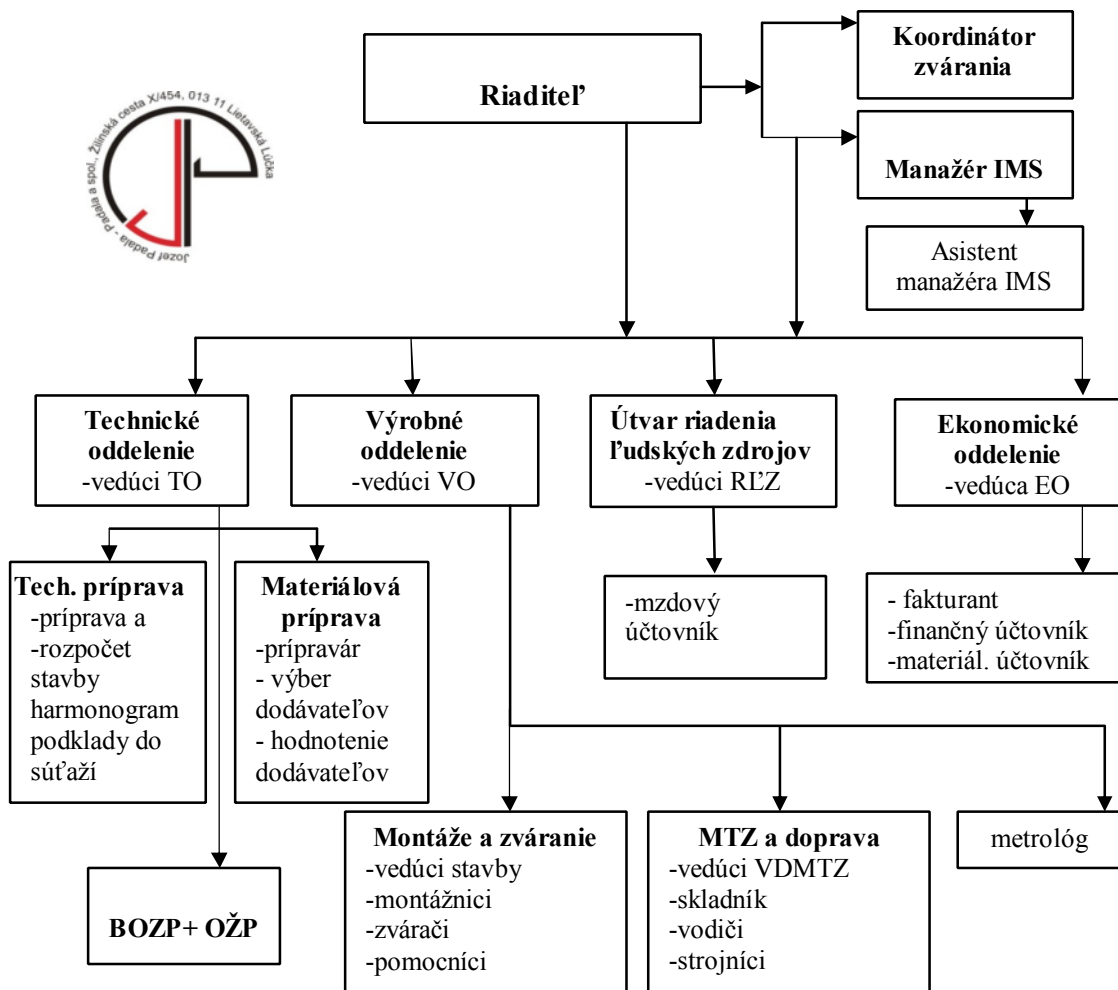 Jozef Padala - Padala a spol., Žilinská cesta X/454, 013 11 Lietavská Lúčka
Riaditeľ
Koordinátor
zvárania
Manažér IMS
Asistent
manažéra IMS
Technické
oddelenie
-vedúci TO
Výrobné
oddelenie
-vedúci VO
Útvar riadenia
ľudských zdrojov
-vedúci RĽZ
Ekonomické
oddelenie
-vedúca EO
Tech. príprava
-príprava a
-rozpočet
stavby
harmonogram
podklady do
súťaží
Materiálová
príprava
-prípravár
- výber
dodávateľov
- hodnotenie
dodávateľov
-mzdový
účtovník
- fakturant
-finančný účtovník
-materiál. účtovník
BOZP+ OŽP
Montáže a zváranie
-vedúci stavby
-montážnici
-zvárači
-pomocníci
MTZ a doprava
-vedúci VDMTZ
-skladník
-vodiči
-strojníci
metrológ